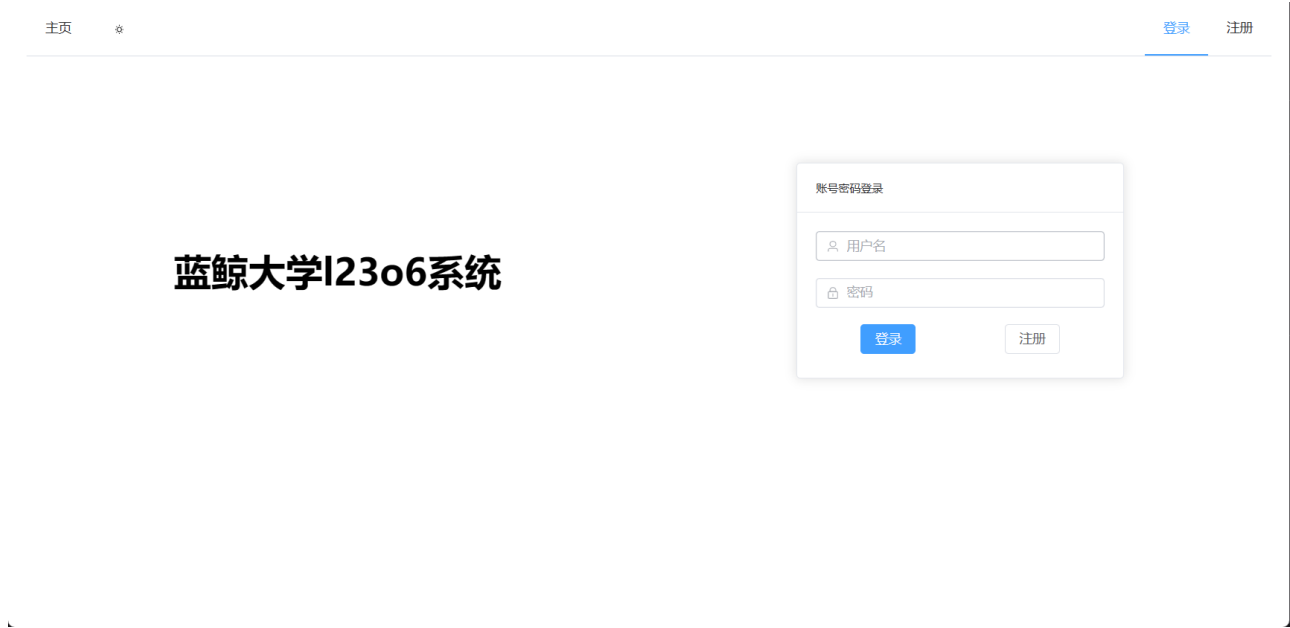 主页
登录 注册
账号密码登录
用户名
蓝鲸大学l23o6系统
密码
登录 注册